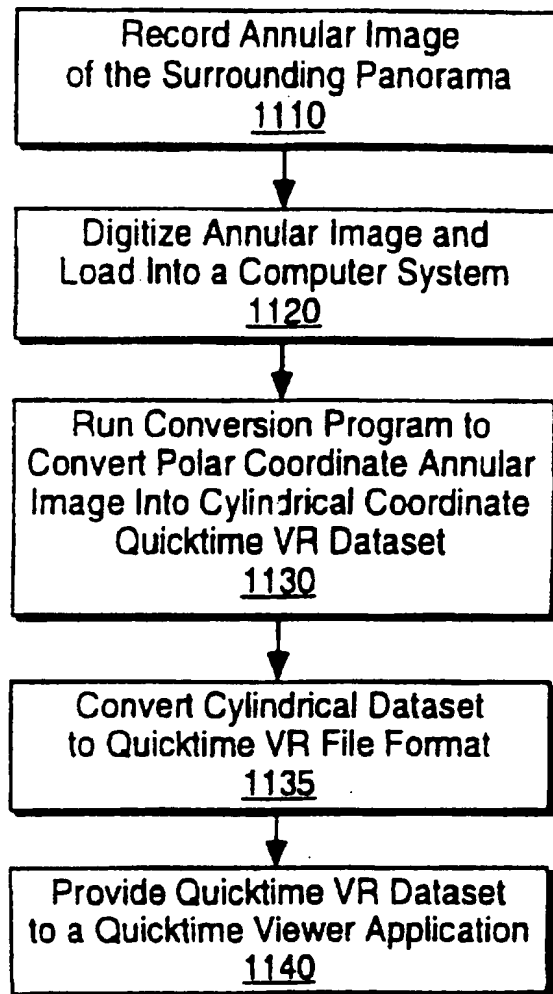 Record Annular Image
of the Surrounding Panorama
1110
Digitize Annular Image and
Load Into a Computer System
1120
Run Conversion Program to
Convert Polar Coordinate Annular
Image Into Cylindrical Coordinate
Quicktime VR Dataset
1130
Convert Cylindrical Dataset
to Quicktime VR File Format
1135
Provide Quicktime VR Dataset
to a Quicktime Viewer Application
1140